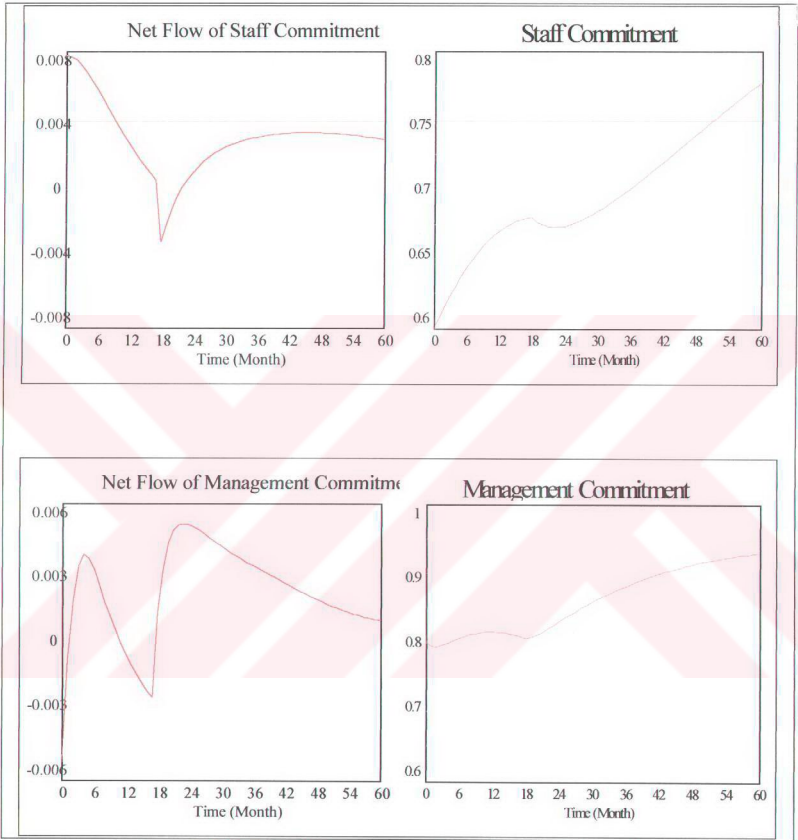 Net Flow of Staff Commitment
0.008
0.004
0
-0.004
-0.008
0 6 12 18 24 30 36 42 48 54 60
Time (Month)
Staff Commitment
0.8
0.75
0.7
0.65
0.6
0 6 12 18 24 30 36 42 48 54 60
Time (Month)
Net Flow of Management Commitme
0.006
0.003
0
-0.003
-0.006
0 6 12 18 24 30 36 42 48 54 60
Time (Month)
Management Commitment
1
0.9
0.8
0.7
0.6
0 6 12 18 24 30 36 42 48 54 60
Time (Month)